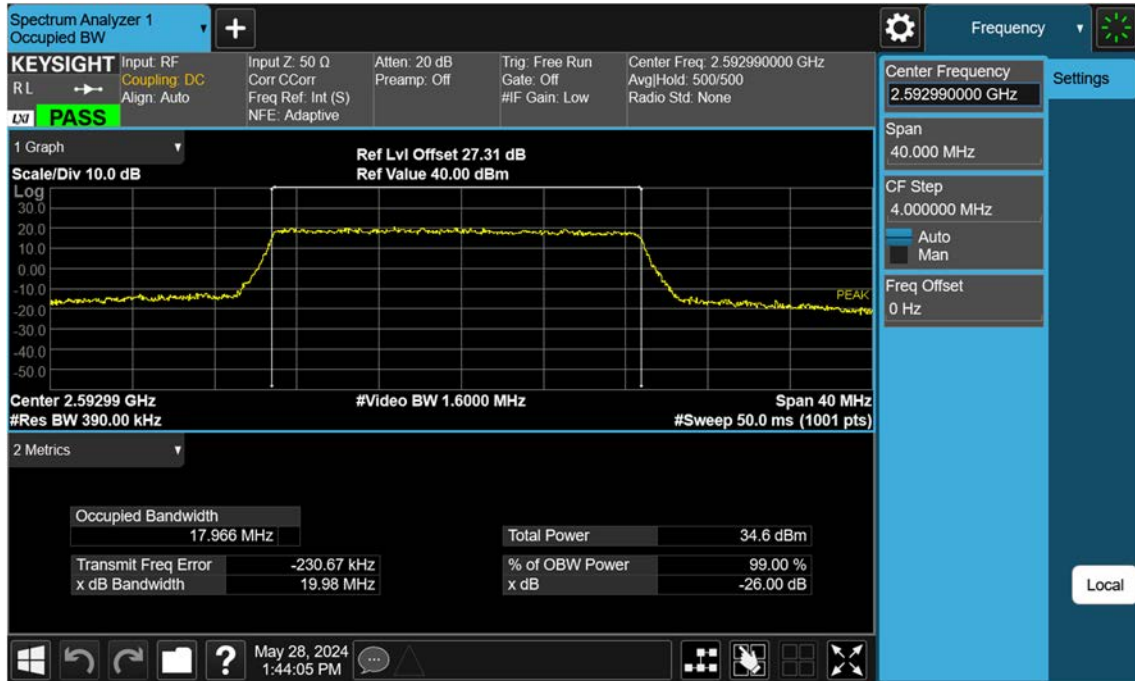 Spectrum Analyzer 1
Occupied BW
+
Frequency
KEYSIGHT
R L
LXI
PASS
Input: RF
Coupling: DC
Align: Auto
Input Z: 50 Ω
Corr CCorr
Freq Ref: Int (S)
NFE: Adaptive
Atten: 20 dB
Preamp: Off
Trig: Free Run
Gate: Off
#IF Gain: Low
Center Freq: 2.592990000 GHz
Avg|Hold: 500/500
Radio Std: None
Center Frequency
2.592990000 GHz
Settings
Span
40.000 MHz
CF Step
4.000000 MHz
Auto
Man
Freq Offset
0 Hz
Local
1 Graph
Scale/Div 10.0 dB
Ref Lvl Offset 27.31 dB
Ref Value 40.00 dBm
Log
30.0
20.0
10.0
0.00
-10.0
-20.0
-30.0
-40.0
-50.0
PEAK
Center 2.59299 GHz
#Video BW 1.6000 MHz
Span 40 MHz
#Res BW 390.00 kHz
#Sweep 50.0 ms (1001 pts)
2 Metrics
Occupied Bandwidth
17.966 MHz
Total Power 34.6 dBm
Transmit Freq Error -230.67 kHz
% of OBW Power 99.00 %
x dB Bandwidth 19.98 MHz
x dB -26.00 dB
?
May 28, 2024
1:44:05 PM